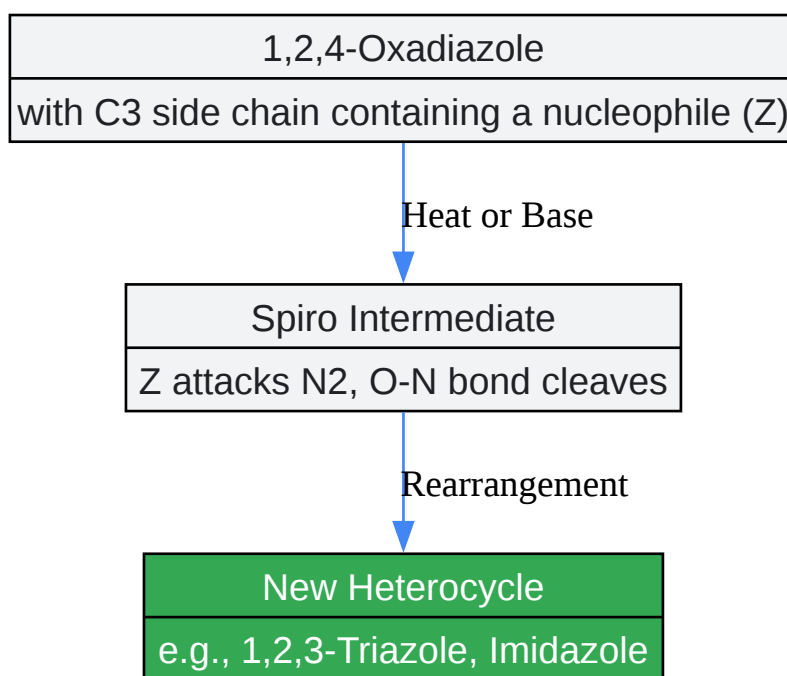 1,2,4-Oxadiazole
with C3 side chain containing a nucleophile (Z)
Heat or Base
Spiro Intermediate
Z attacks N2, O-N bond cleaves
Rearrangement
New Heterocycle
e.g., 1,2,3-Triazole, Imidazole